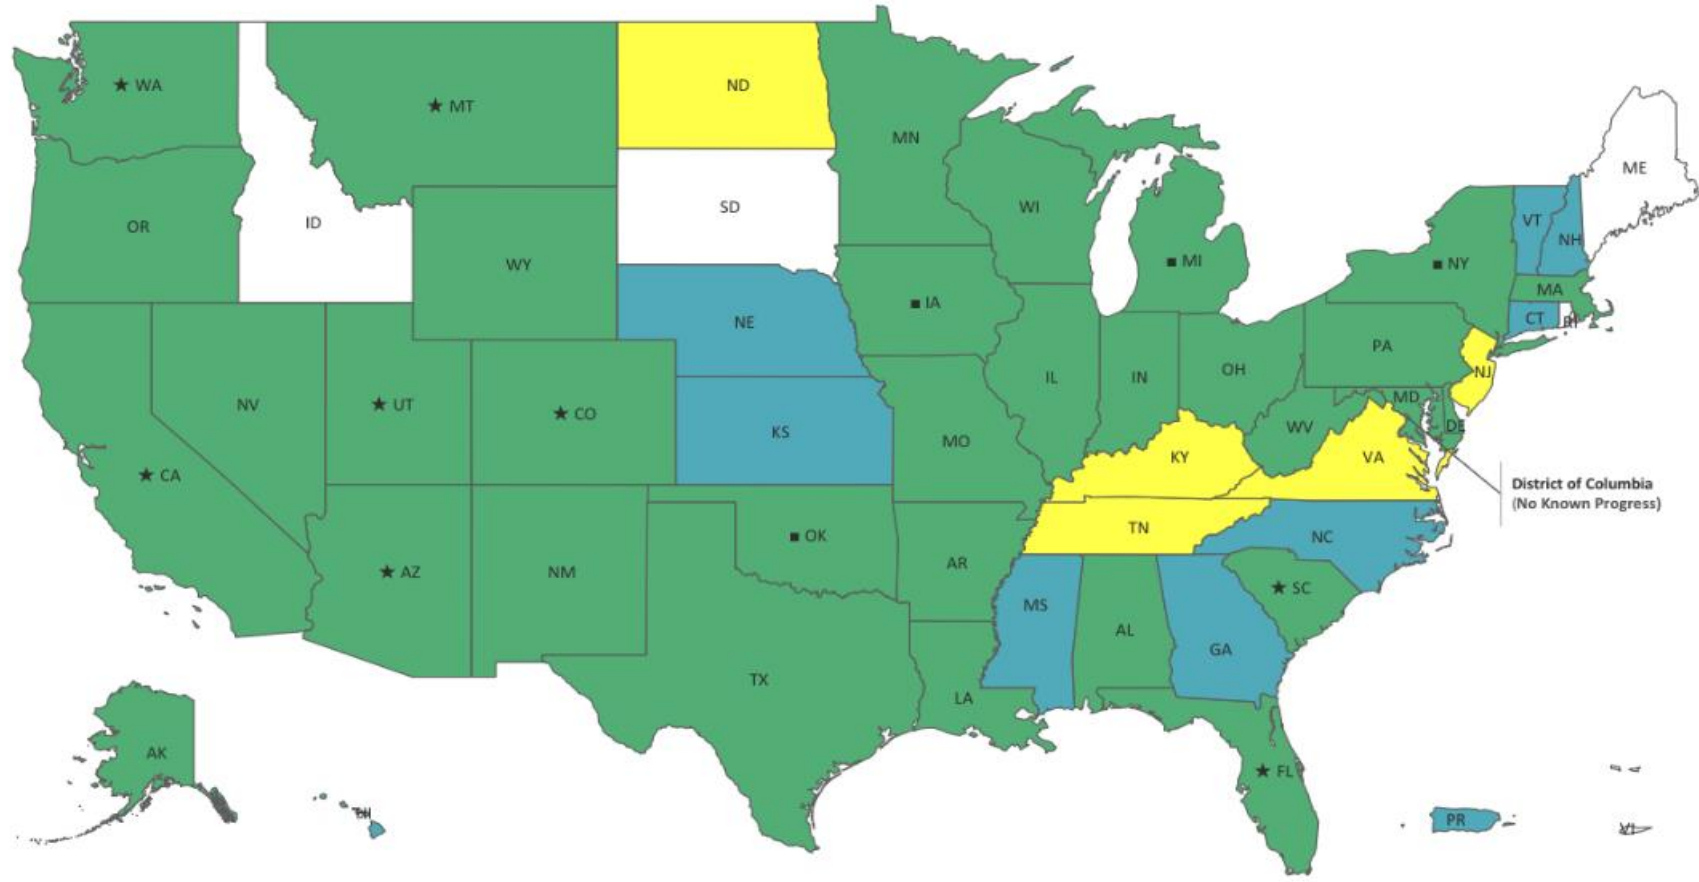 ★ WA
★ MT
ND
MN
ME
OR
ID
SD
WI
VT
NH
WY
■ MI
■ NY
MA
■ IA
NE
CT
RI
PA
NV
★ UT
★ CO
IL
IN
OH
NJ
MD
KS
MO
WV
DE
★ CA
KY
VA
District of Columbia
(No Known Progress)
TN
■ OK
NC
★ AZ
NM
AR
★ SC
MS
AL
GA
TX
LA
AK
★ FL
PR
VI